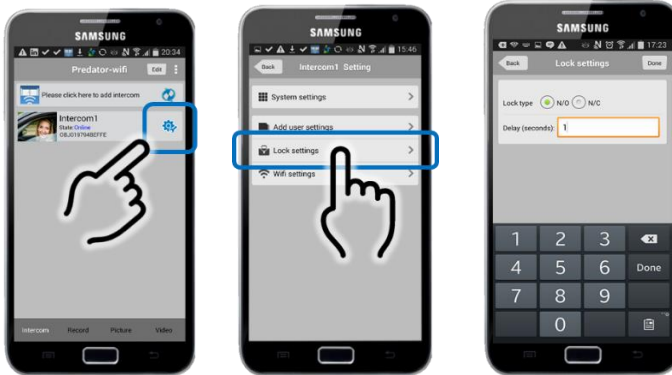 SAMSUNG
20:34
Predator-wifi
Edit
Please click here to add intercom
Intercom1
State:Online
OBJ019794BEFFE
Intercom
Record
Picture
Video
SAMSUNG
15:46
Back
Intercom1 Setting
System settings
Add user settings
Lock settings
Wifi settings
SAMSUNG
17:23
Back
Lock settings
Done
Lock type N/O N/C
Delay (seconds): 1
1 2 3
4 5 6 Done
7 8 9
0